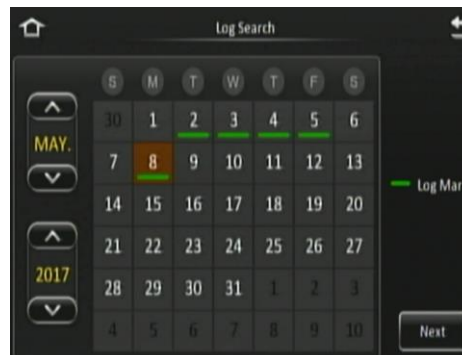 Log Search
S M T W T F S
30 1 2 3 4 5 6
MAY.
7 8 9 10 11 12 13
Log Mar
14 15 16 17 18 19 20
21 22 23 24 25 26 27
2017
28 29 30 31 1 2 3
4 5 6 7 8 9 10
Next